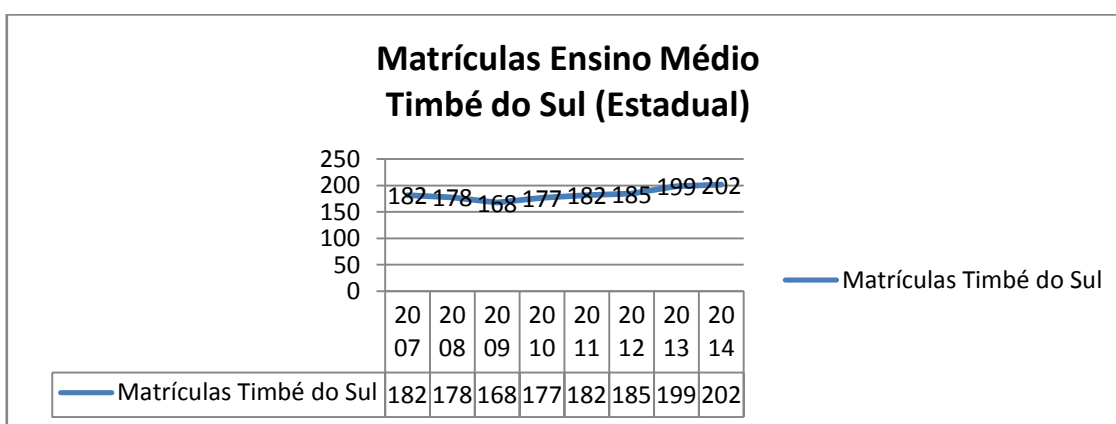 Matrículas Ensino Médio
Timbé do Sul (Estadual)
250
200
150
100
50
0
182 178 168 177 182 185 199 202
Matrículas Timbé do Sul
20 20 20 20 20 20 20 20
07 08 09 10 11 12 13 14
Matrículas Timbé do Sul 182 178 168 177 182 185 199 202